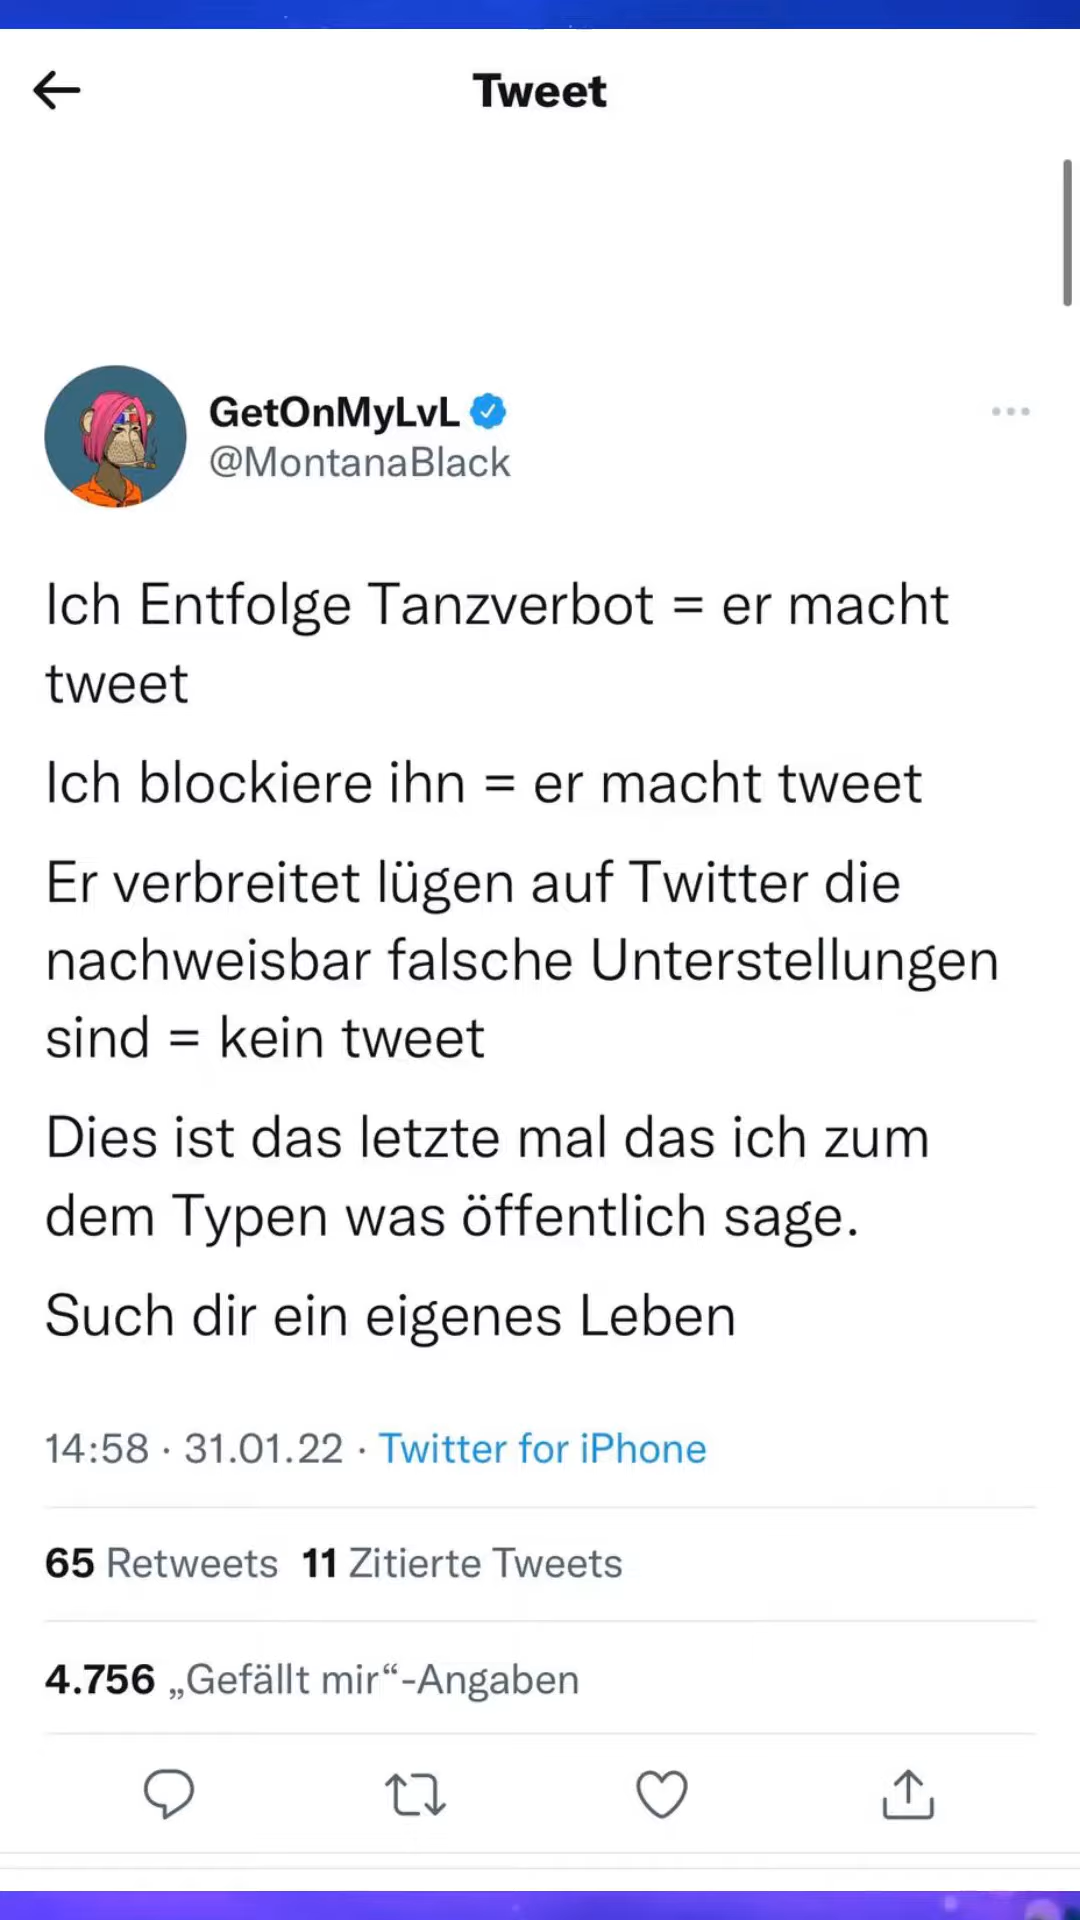 Tweet
GetOnMyLvL
@MontanaBlack
Ich Entfolge Tanzverbot = er macht
tweet
Ich blockiere ihn = er macht tweet
Er verbreitet lügen auf Twitter die
nachweisbar falsche Unterstellungen
sind = kein tweet
Dies ist das letzte mal das ich zum
dem Typen was öffentlich sage.
Such dir ein eigenes Leben
14:58 · 31.01.22 · Twitter for iPhone
65 Retweets 11 Zitierte Tweets
4.756 „Gefällt mir“-Angaben